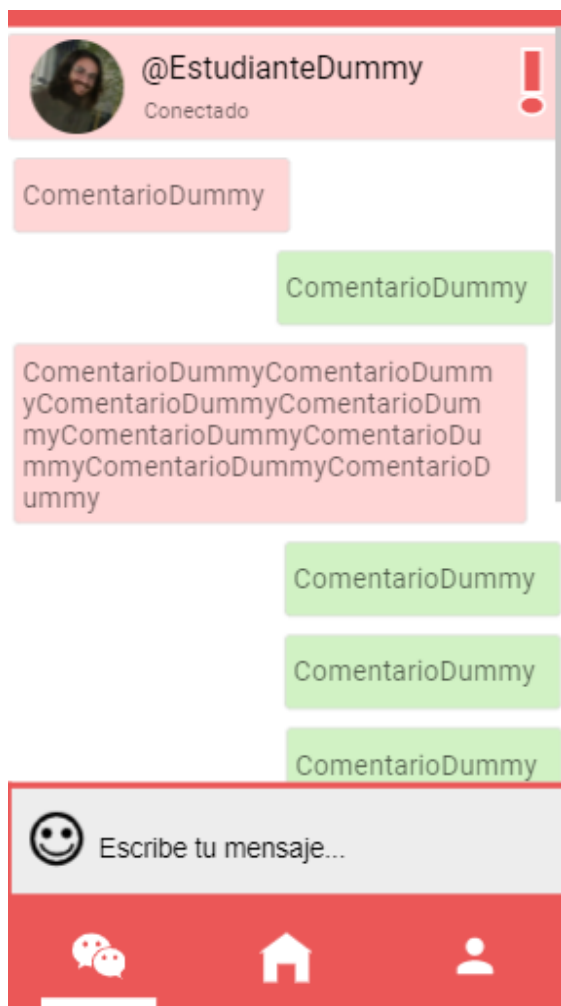 @EstudianteDummy
Conectado
ComentarioDummy
ComentarioDummy
ComentarioDummyComentarioDumm
yComentarioDummyComentarioDum
myComentarioDummyComentarioDu
mmyComentarioDummyComentarioD
ummy
ComentarioDummy
ComentarioDummy
ComentarioDummy
Escribe tu mensaje...